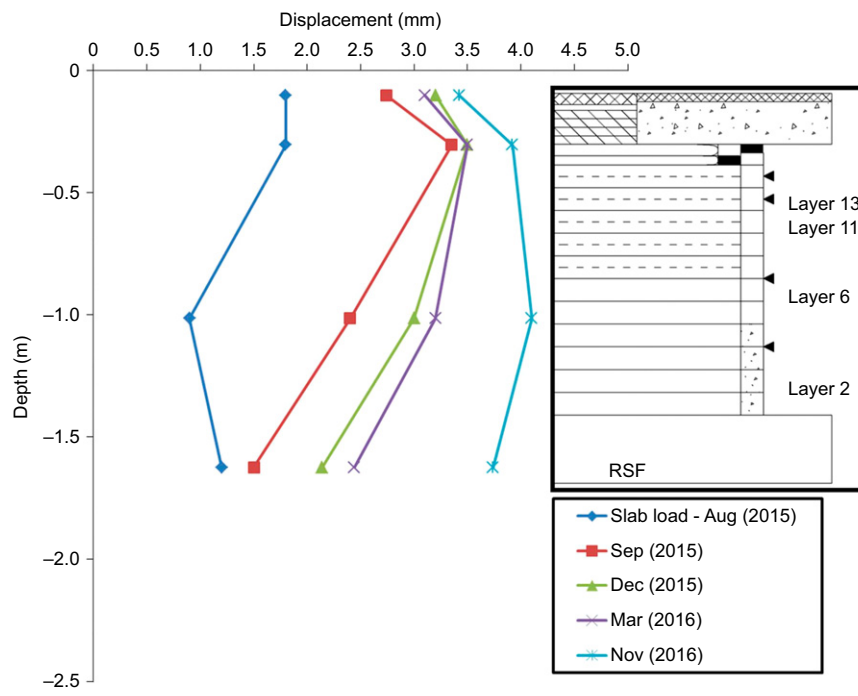 Displacement (mm)
0 0.5 1.0 1.5 2.0 2.5 3.0 3.5 4.0 4.5 5.0
0
–0.5
–1.0
–1.5
–2.0
–2.5
Depth (m)
Layer 13
Layer 11
Layer 6
Layer 2
RSF
Slab load - Aug (2015)
Sep (2015)
Dec (2015)
Mar (2016)
Nov (2016)